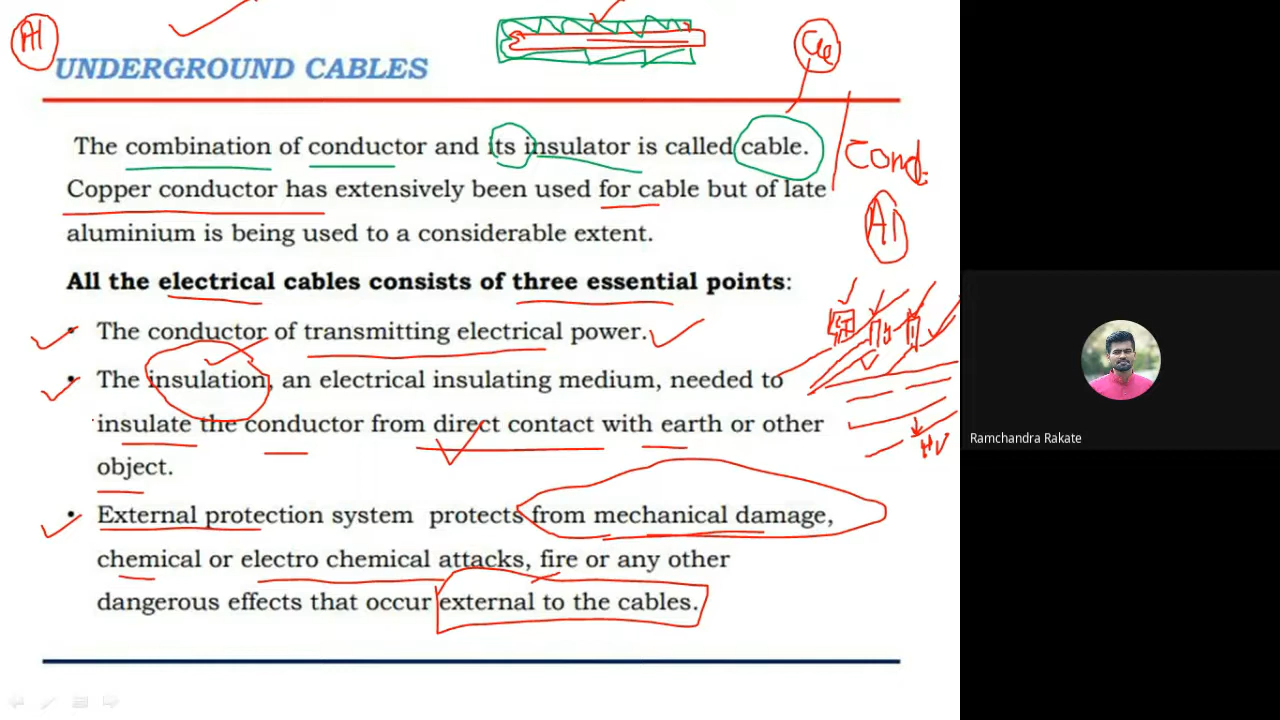 Al
Cu
UNDERGROUND CABLES
The combination of conductor and its insulator is called cable.
Cond.
Copper conductor has extensively been used for cable but of late
aluminium is being used to a considerable extent.
Al
All the electrical cables consists of three essential points:
• The conductor of transmitting electrical power.
• The insulation, an electrical insulating medium, needed to
insulate the conductor from direct contact with earth or other
object.
HV
• External protection system protects from mechanical damage,
chemical or electro chemical attacks, fire or any other
dangerous effects that occur external to the cables.
Ramchandra Rakate